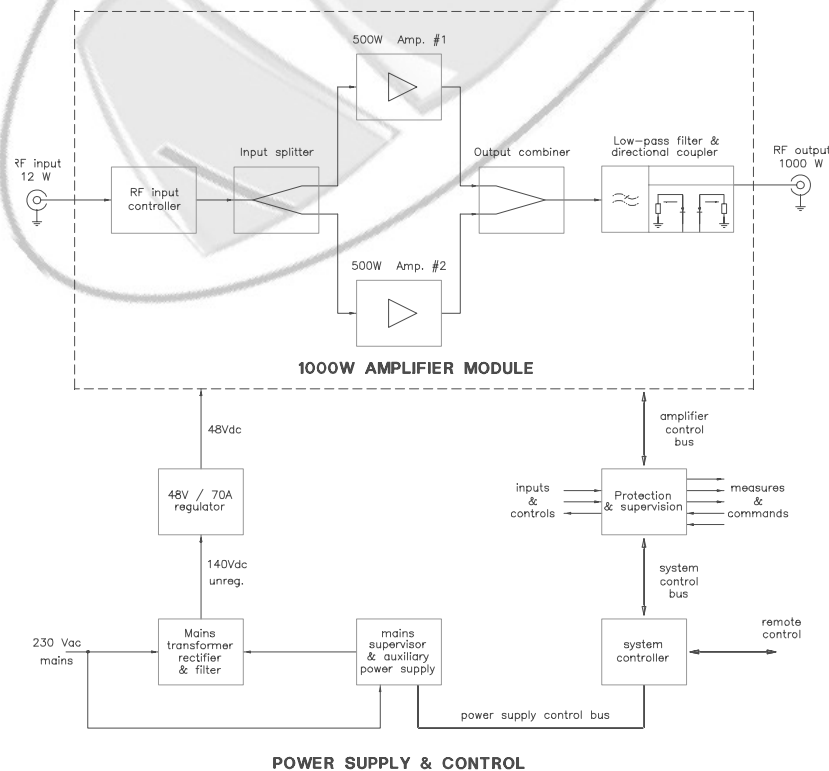 500W Amp. #1
Input splitter
Output combiner
Low-pass filter &
directional coupler
RF input
12 W
RF output
1000 W
RF input
controller
500W Amp. #2
1000W AMPLIFIER MODULE
48Vdc
amplifier
control
bus
48V / 70A
regulator
inputs
&
controls
Protection
& supervision
measures
&
commands
140Vdc
unreg.
system
control
bus
230 Vac
mains
Mains
transformer
rectifier
& filter
mains
supervisor
& auxiliary
power supply
system
controller
remote
control
power supply control bus
POWER SUPPLY & CONTROL